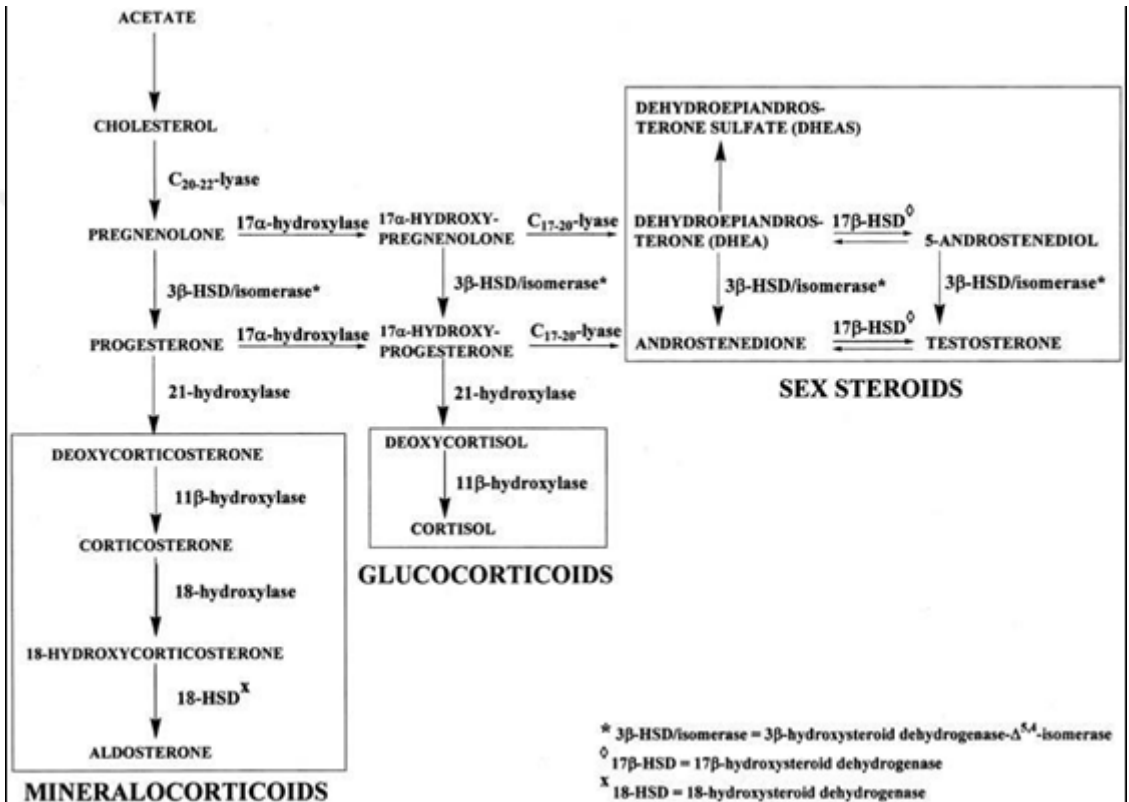 ACETATE
CHOLESTEROL
C20-22-lyase
PREGNENOLONE
17α-hydroxylase
17α-HYDROXY-
PREGNENOLONE
C17-20-lyase
DEHYDROEPIANDROS-
TERONE SULFATE (DHEAS)
DEHYDROEPIANDROS-
TERONE (DHEA)
17β-HSD◊
5-ANDROSTENEDIOL
3β-HSD/isomerase*
3β-HSD/isomerase*
3β-HSD/isomerase*
3β-HSD/isomerase*
PROGESTERONE
17α-hydroxylase
17α-HYDROXY-
PROGESTERONE
C17-20-lyase
ANDROSTENEDIONE
17β-HSD◊
TESTOSTERONE
SEX STEROIDS
21-hydroxylase
21-hydroxylase
DEOXYCORTICOSTERONE
11β-hydroxylase
CORTICOSTERONE
18-hydroxylase
18-HYDROXYCORTICOSTERONE
18-HSDx
ALDOSTERONE
MINERALOCORTICOIDS
DEOXYCORTISOL
11β-hydroxylase
CORTISOL
GLUCOCORTICOIDS
* 3β-HSD/isomerase = 3β-hydroxysteroid dehydrogenase-Δ5,4-isomerase
◊ 17β-HSD = 17β-hydroxysteroid dehydrogenase
x 18-HSD = 18-hydroxysteroid dehydrogenase